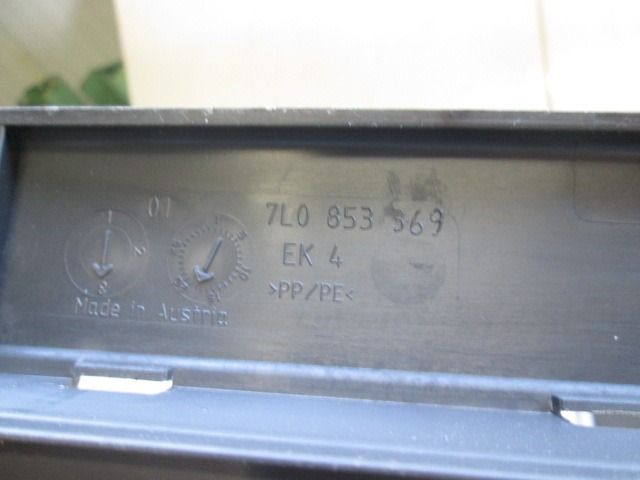 01
7L0 853 369
EK 4
>PP/PE<
Made in Austria